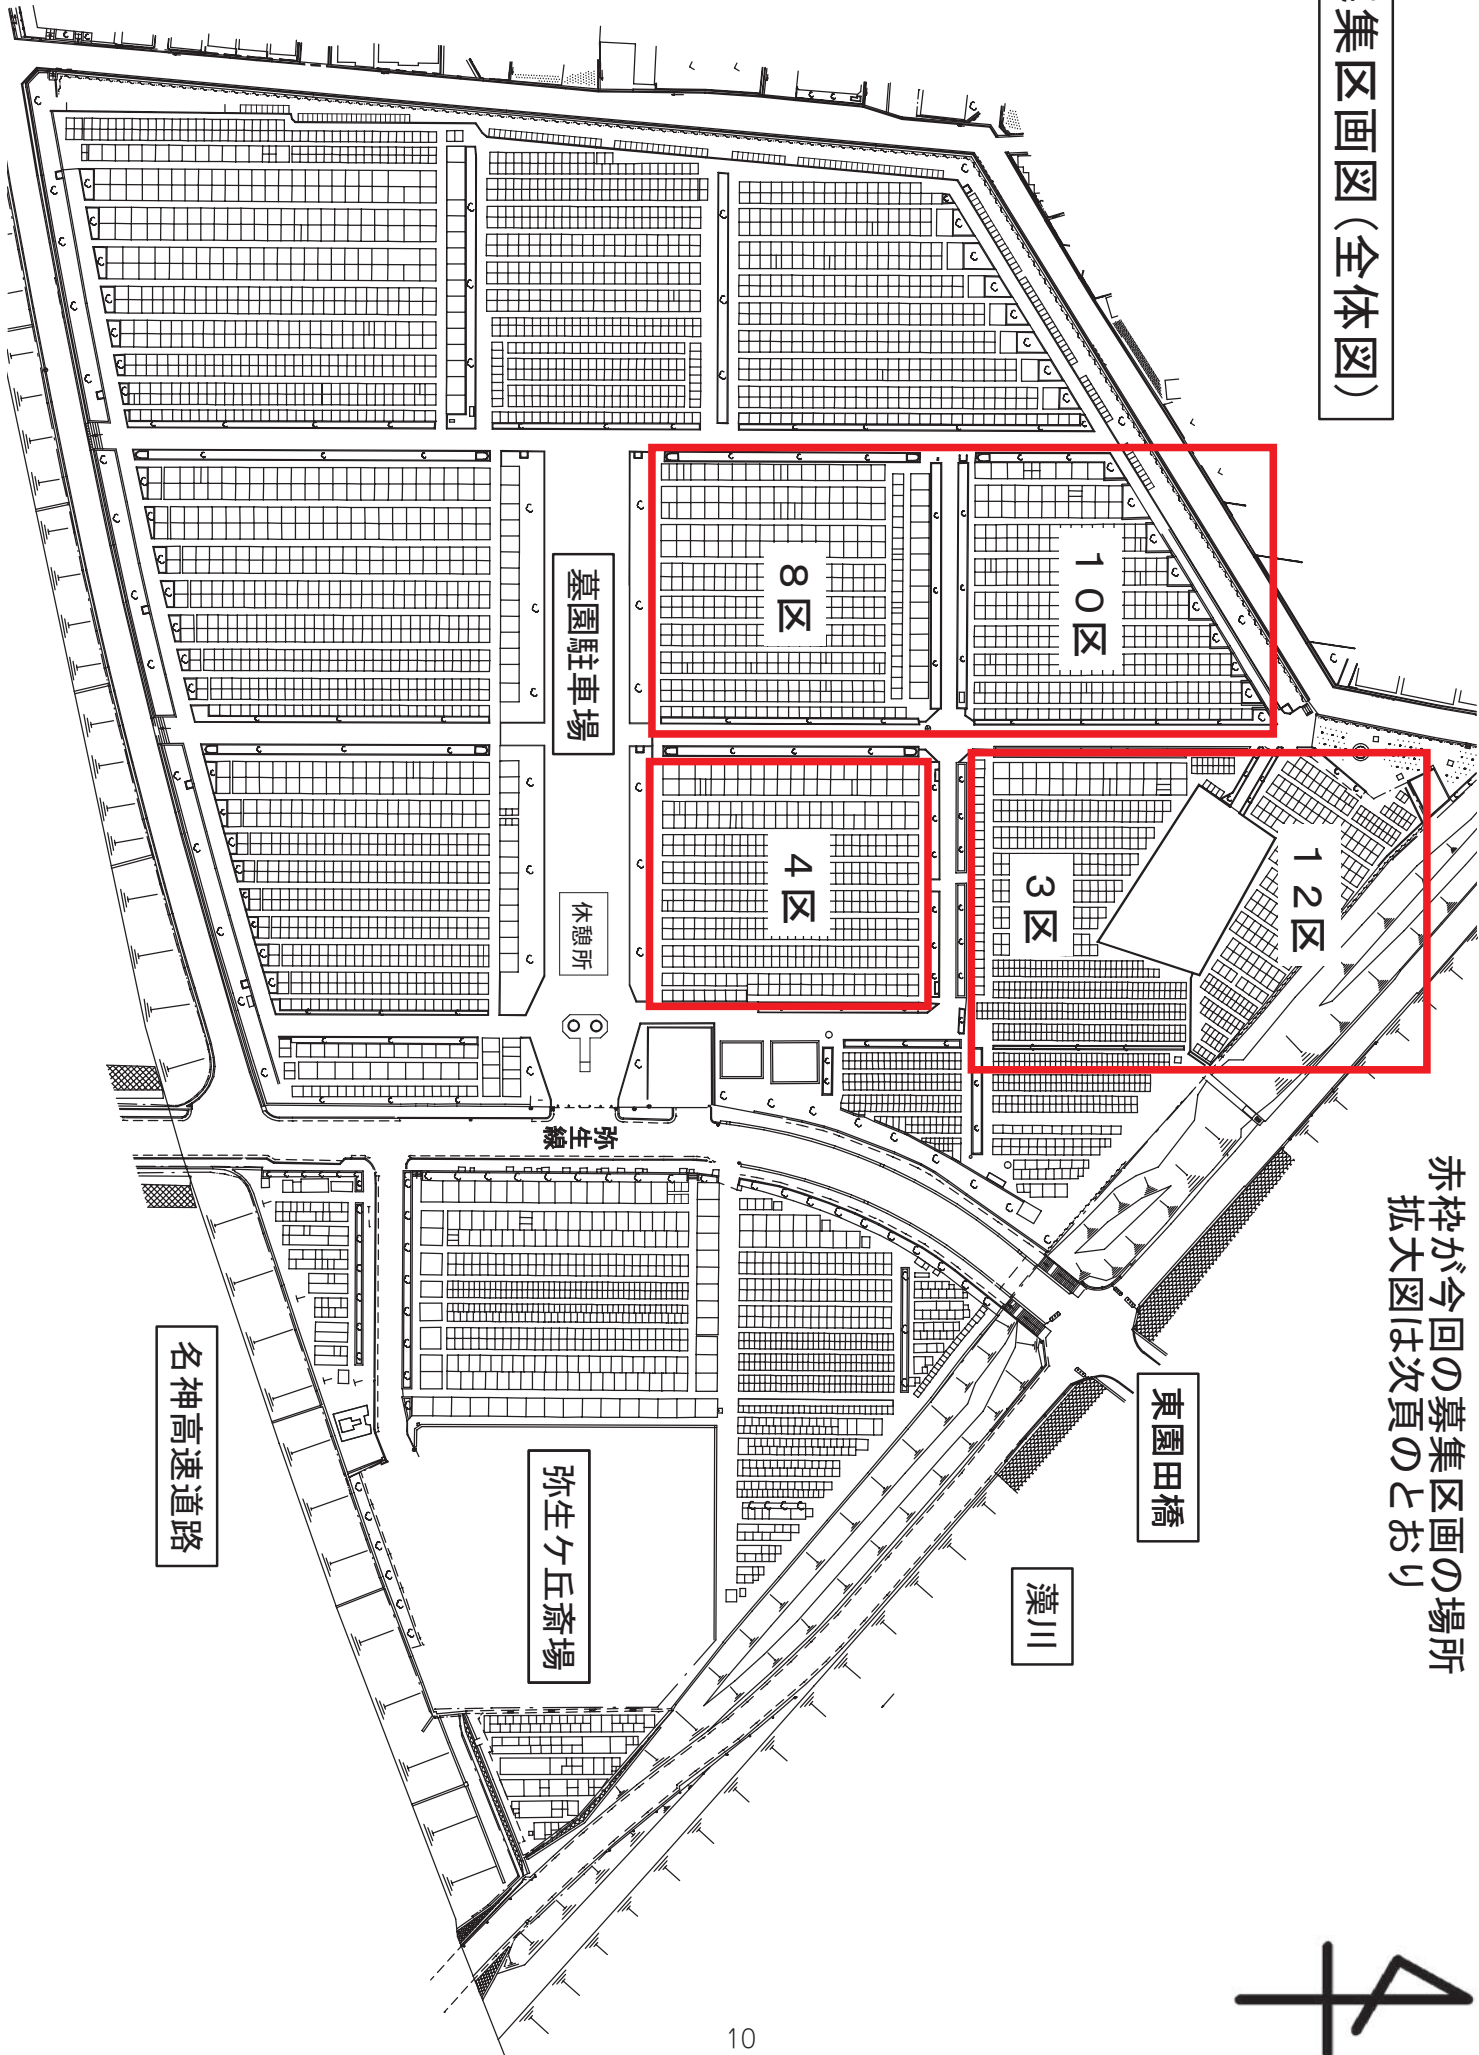 集区画図（全体図）
赤枠が今回の募集区画の場所
拡大図は次頁のとおり
10区
8区
12区
3区
4区
墓園駐車場
休憩所
弥生線
東園田橋
藻川
弥生ケ丘斎場
名神高速道路
10